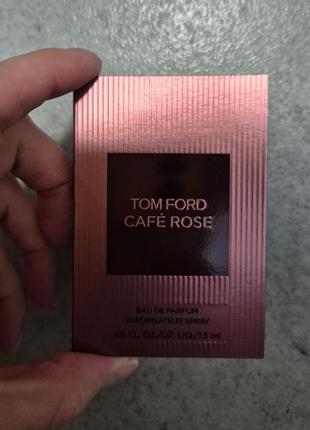 TOM FORD
CAFÉ ROSE
EAU DE PARFUM
VAPORISATEUR SPRAY
.05 FL. OZ./OZ. LIQ./1.5 ml